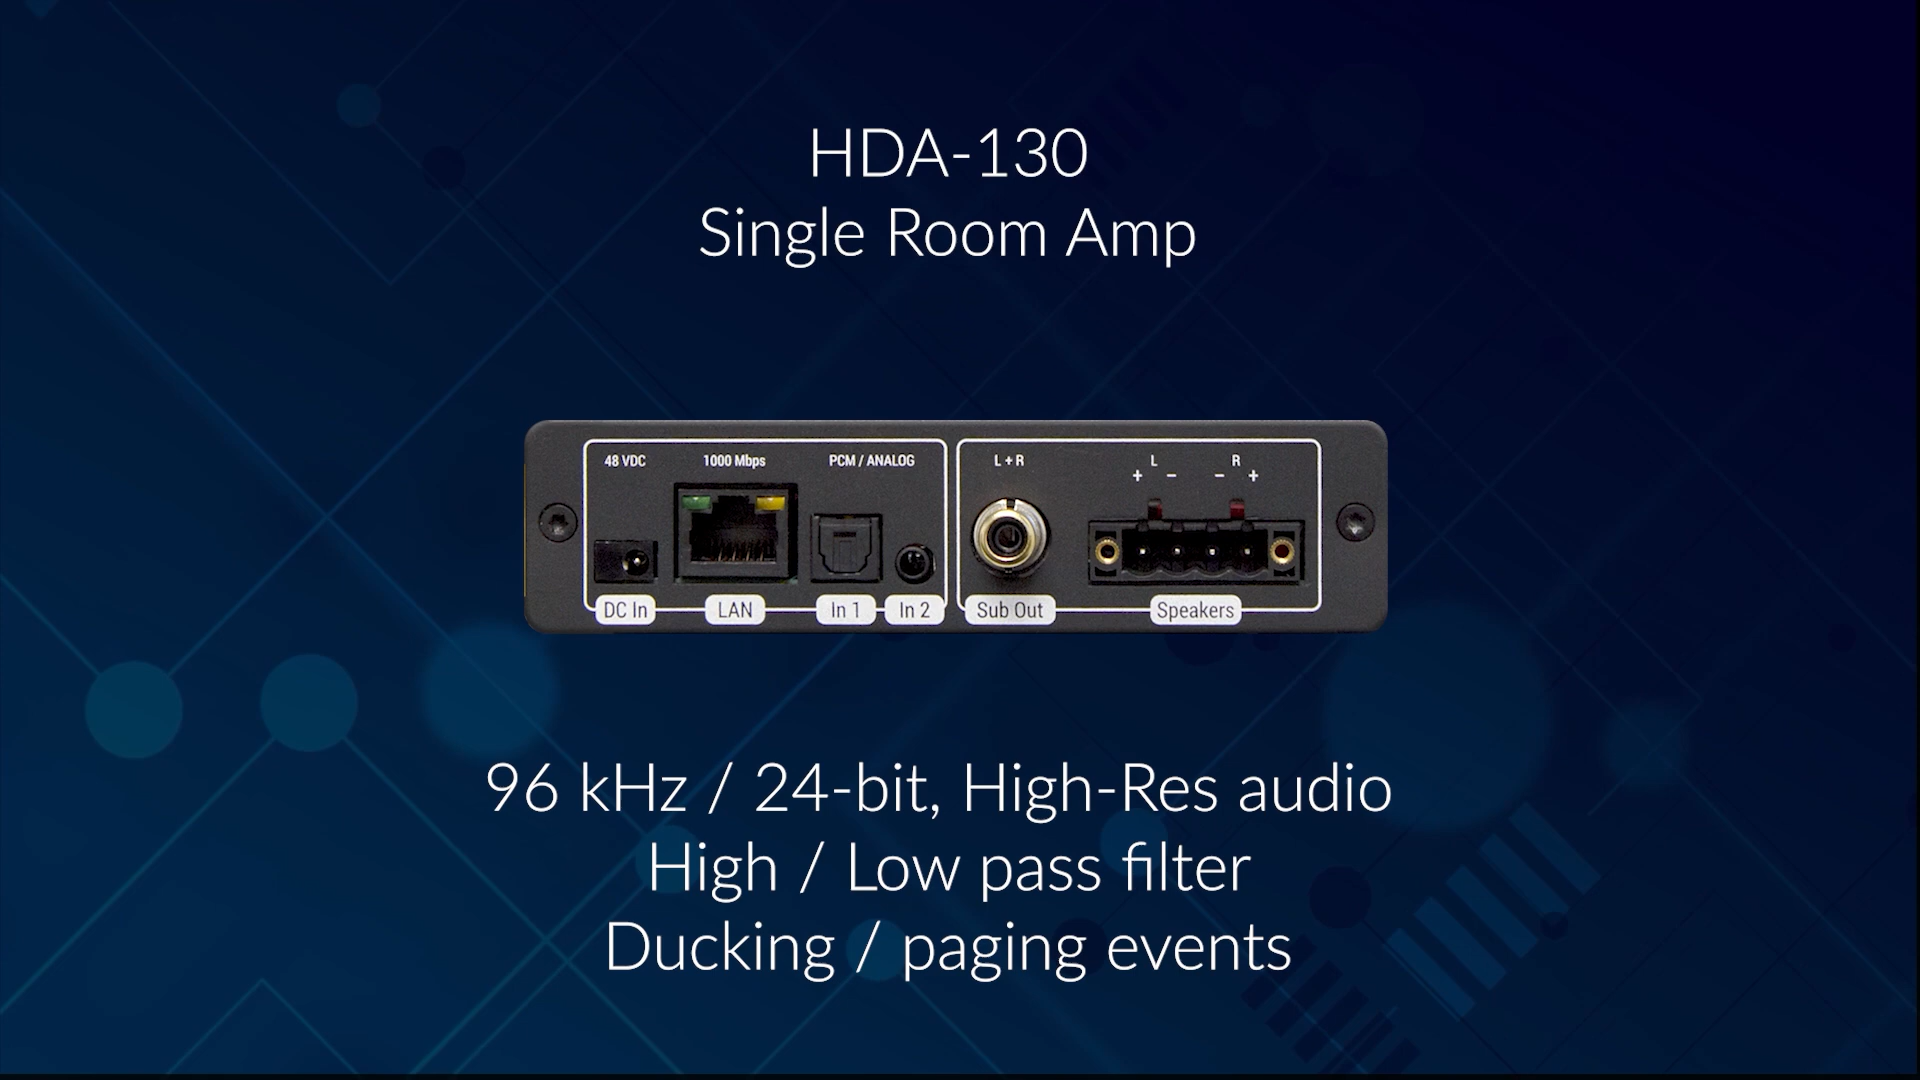 HDA-130
Single Room Amp
48 VDC
1000 Mbps
PCM / ANALOG
L + R
L
R
+ − − +
DC In
LAN
In 1
In 2
Sub Out
Speakers
96 kHz / 24-bit, High-Res audio
High / Low pass filter
Ducking / paging events